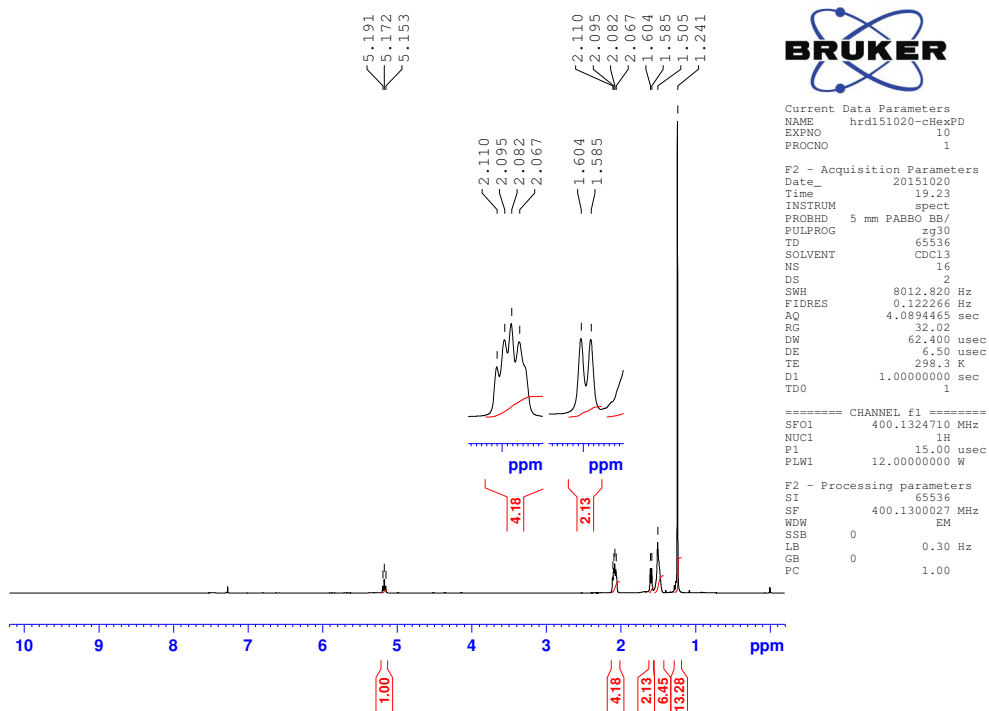 5.191
5.172
5.153
2.110
2.095
2.082
2.067
1.604
1.585
1.505
1.241
BRUKER
2.110
2.095
2.082
2.067
1.604
1.585
ppm
ppm
4.18
2.13
Current Data Parameters
NAME hrd151020-cHexPD
EXPNO 10
PROCNO 1
F2 - Acquisition Parameters
Date_ 20151020
Time 19.23
INSTRUM spect
PROBHD 5 mm PABBO BB/
PULPROG zg30
TD 65536
SOLVENT CDCl3
NS 16
DS 2
SWH 8012.820 Hz
FIDRES 0.122266 Hz
AQ 4.0894465 sec
RG 32.02
DW 62.400 usec
DE 6.50 usec
TE 298.3 K
D1 1.00000000 sec
TD0 1
======== CHANNEL f1 ========
SFO1 400.1324710 MHz
NUC1 1H
P1 15.00 usec
PLW1 12.00000000 W
F2 - Processing parameters
SI 65536
SF 400.1300027 MHz
WDW EM
SSB 0
LB 0.30 Hz
GB 0
PC 1.00
10 9 8 7 6 5 4 3 2 1 ppm
1.00
4.18
2.13
6.45
13.28